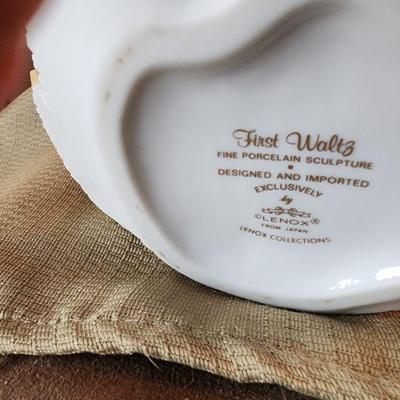 First Waltz
FINE PORCELAIN SCULPTURE
•
DESIGNED AND IMPORTED
EXCLUSIVELY
by
©LENOX®
FROM JAPAN
LENOX COLLECTIONS